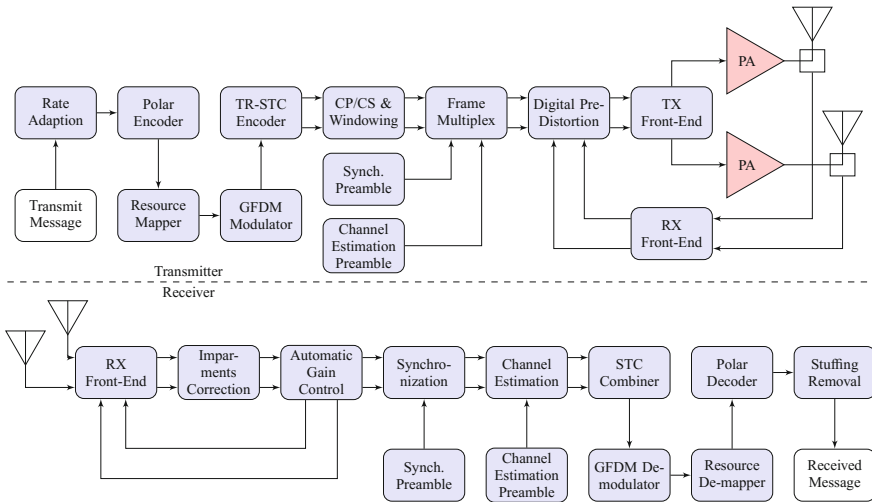 PA
Rate
Adaption
Polar
Encoder
TR-STC
Encoder
CP/CS &
Windowing
Frame
Multiplex
Digital Pre-
Distortion
TX
Front-End
PA
Synch.
Preamble
Transmit
Message
Resource
Mapper
GFDM
Modulator
Channel
Estimation
Preamble
RX
Front-End
Transmitter
Receiver
RX
Front-End
Impar-
ments
Correction
Automatic
Gain
Control
Synchro-
nization
Channel
Estimation
STC
Combiner
Polar
Decoder
Stuffing
Removal
Synch.
Preamble
Channel
Estimation
Preamble
GFDM De-
modulator
Resource
De-mapper
Received
Message